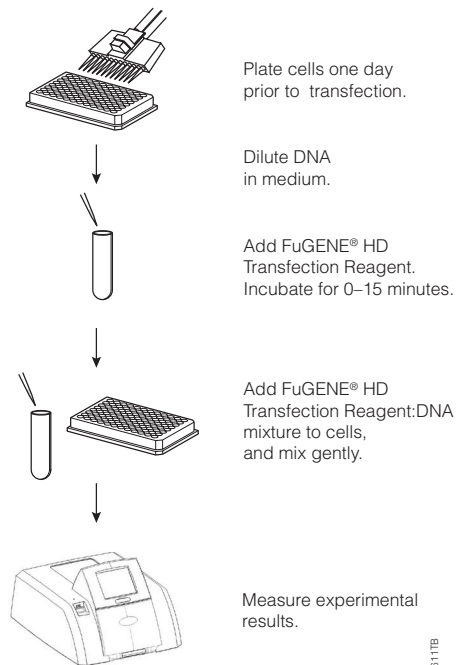 Plate cells one day
prior to transfection.
Dilute DNA
in medium.
Add FuGENE® HD
Transfection Reagent.
Incubate for 0–15 minutes.
Add FuGENE® HD
Transfection Reagent:DNA
mixture to cells,
and mix gently.
Measure experimental
results.